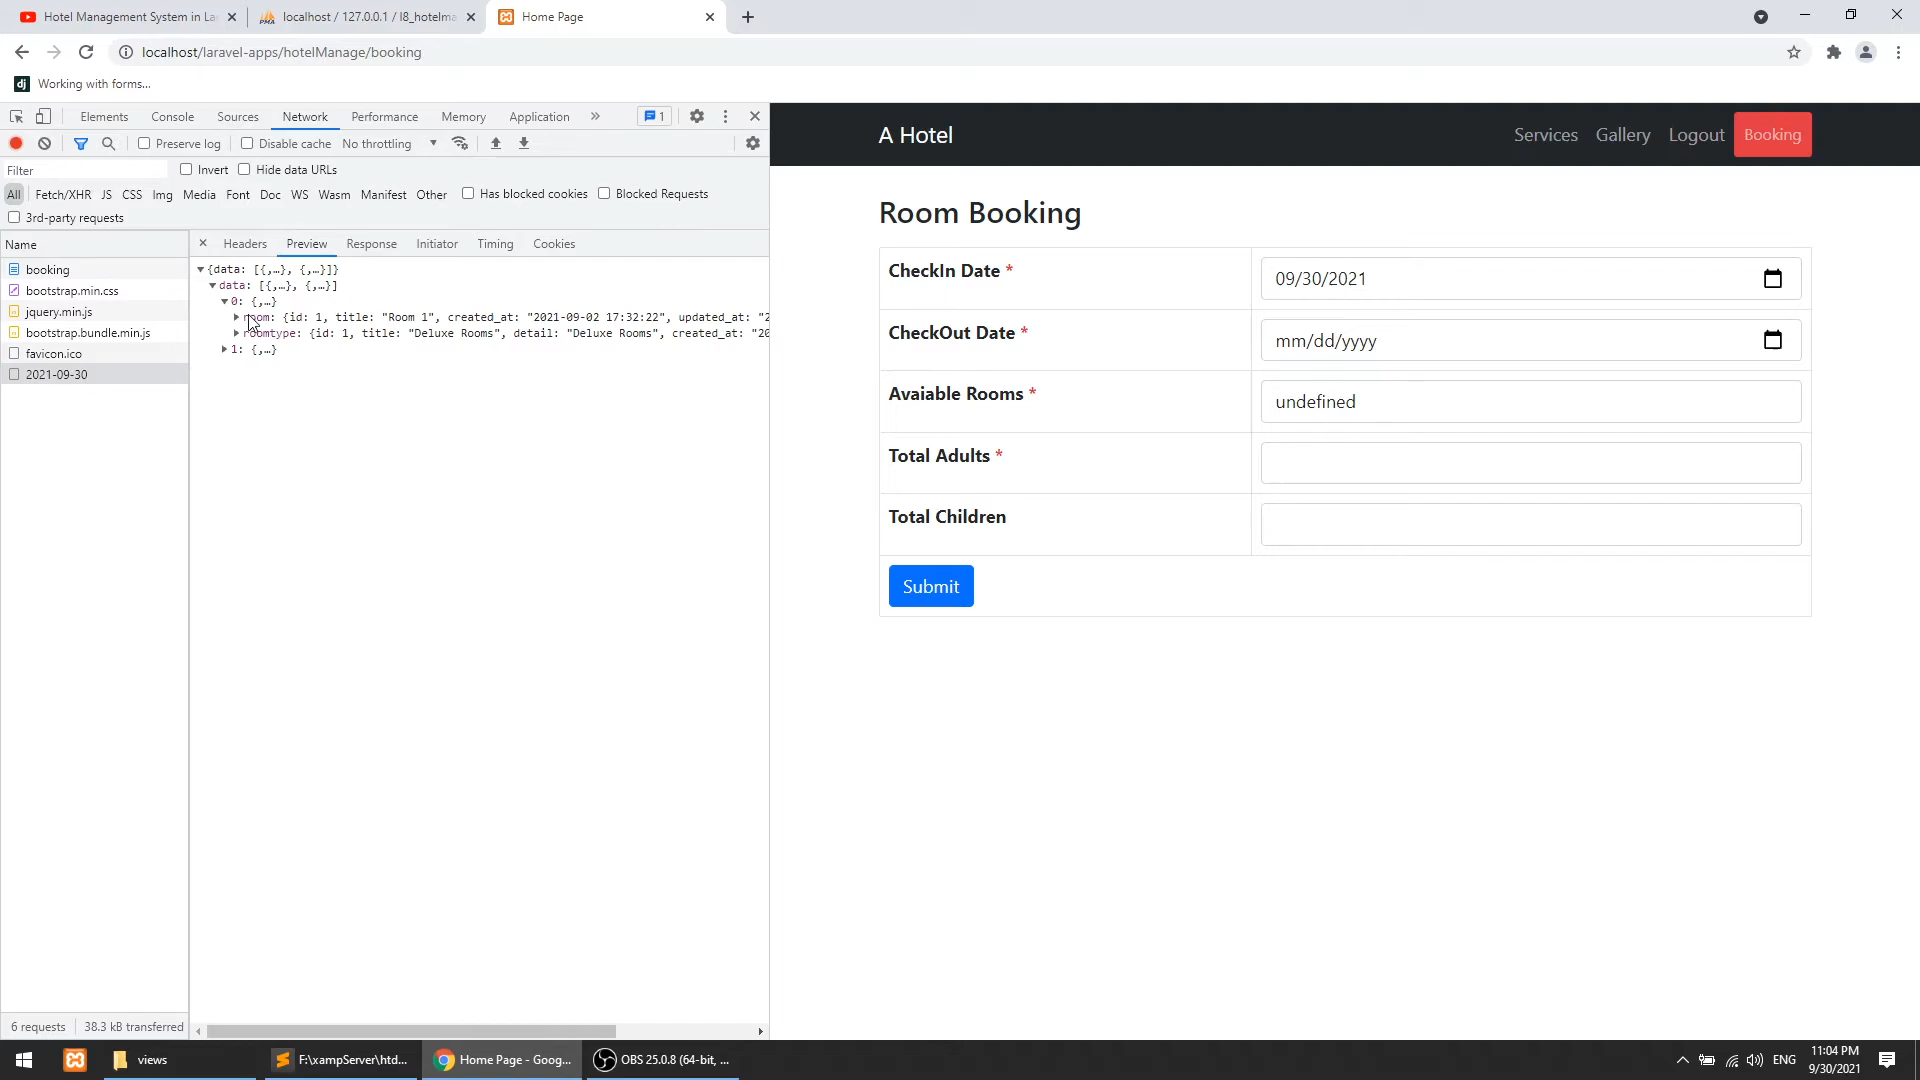 Hotel Management System in La
localhost / 127.0.0.1 / l8_hotelma
Home Page
localhost/laravel-apps/hotelManage/booking
dj Working with forms...
Elements Console Sources Network Performance Memory Application » 1
Preserve log Disable cache No throttling
Filter Invert Hide data URLs
All Fetch/XHR JS CSS Img Media Font Doc WS Wasm Manifest Other Has blocked cookies Blocked Requests
3rd-party requests
Name
booking
bootstrap.min.css
jquery.min.js
bootstrap.bundle.min.js
favicon.ico
2021-09-30
6 requests 38.3 kB transferred
Headers Preview Response Initiator Timing Cookies
{data: [{,…}, {,…}]}
data: [{,…}, {,…}]
0: {,…}
room: {id: 1, title: "Room 1", created_at: "2021-09-02 17:32:22", updated_at: "2
roomtype: {id: 1, title: "Deluxe Rooms", detail: "Deluxe Rooms", created_at: "20
1: {,…}
A Hotel
Services Gallery Logout Booking
Room Booking
CheckIn Date * 09/30/2021
CheckOut Date * mm/dd/yyyy
Avaiable Rooms * undefined
Total Adults *
Total Children
Submit
views
F:\xampServer\htd...
Home Page - Goog...
OBS 25.0.8 (64-bit, ...
ENG
11:04 PM
9/30/2021